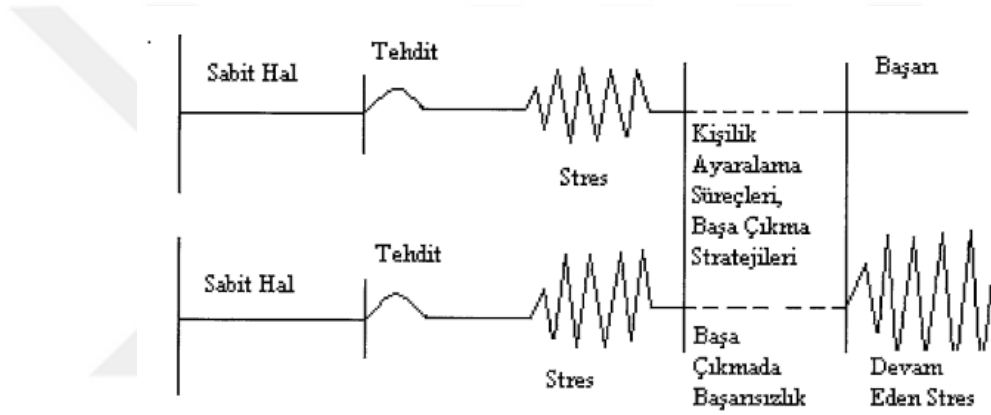 Sabit Hal
Tehdit
Stres
Kişilik
Ayaralama
Süreçleri,
Başa Çıkma
Stratejileri
Başarı
Sabit Hal
Tehdit
Stres
Başa
Çıkmada
Başarısızlık
Devam
Eden Stres